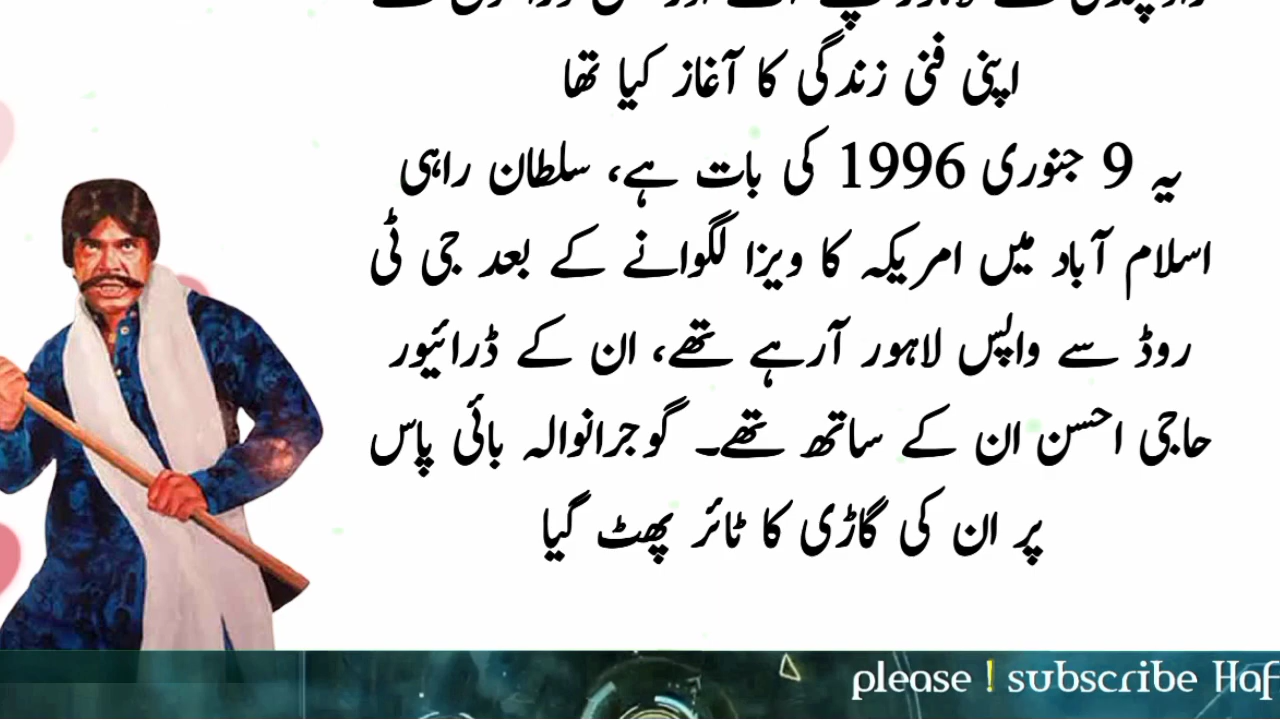 اپنی فنی زندگی کا آغاز کیا تھا
یہ 9 جنوری 1996 کی بات ہے، سلطان راہی
اسلام آباد میں امریکہ کا ویزا لگوانے کے بعد جی ٹی
روڈ سے واپس لاہور آرہے تھے، ان کے ڈرائیور
حاجی احسن ان کے ساتھ تھے۔ گوجرانوالہ بائی پاس
پر ان کی گاڑی کا ٹائر پھٹ گیا
please ! subscribe Haf